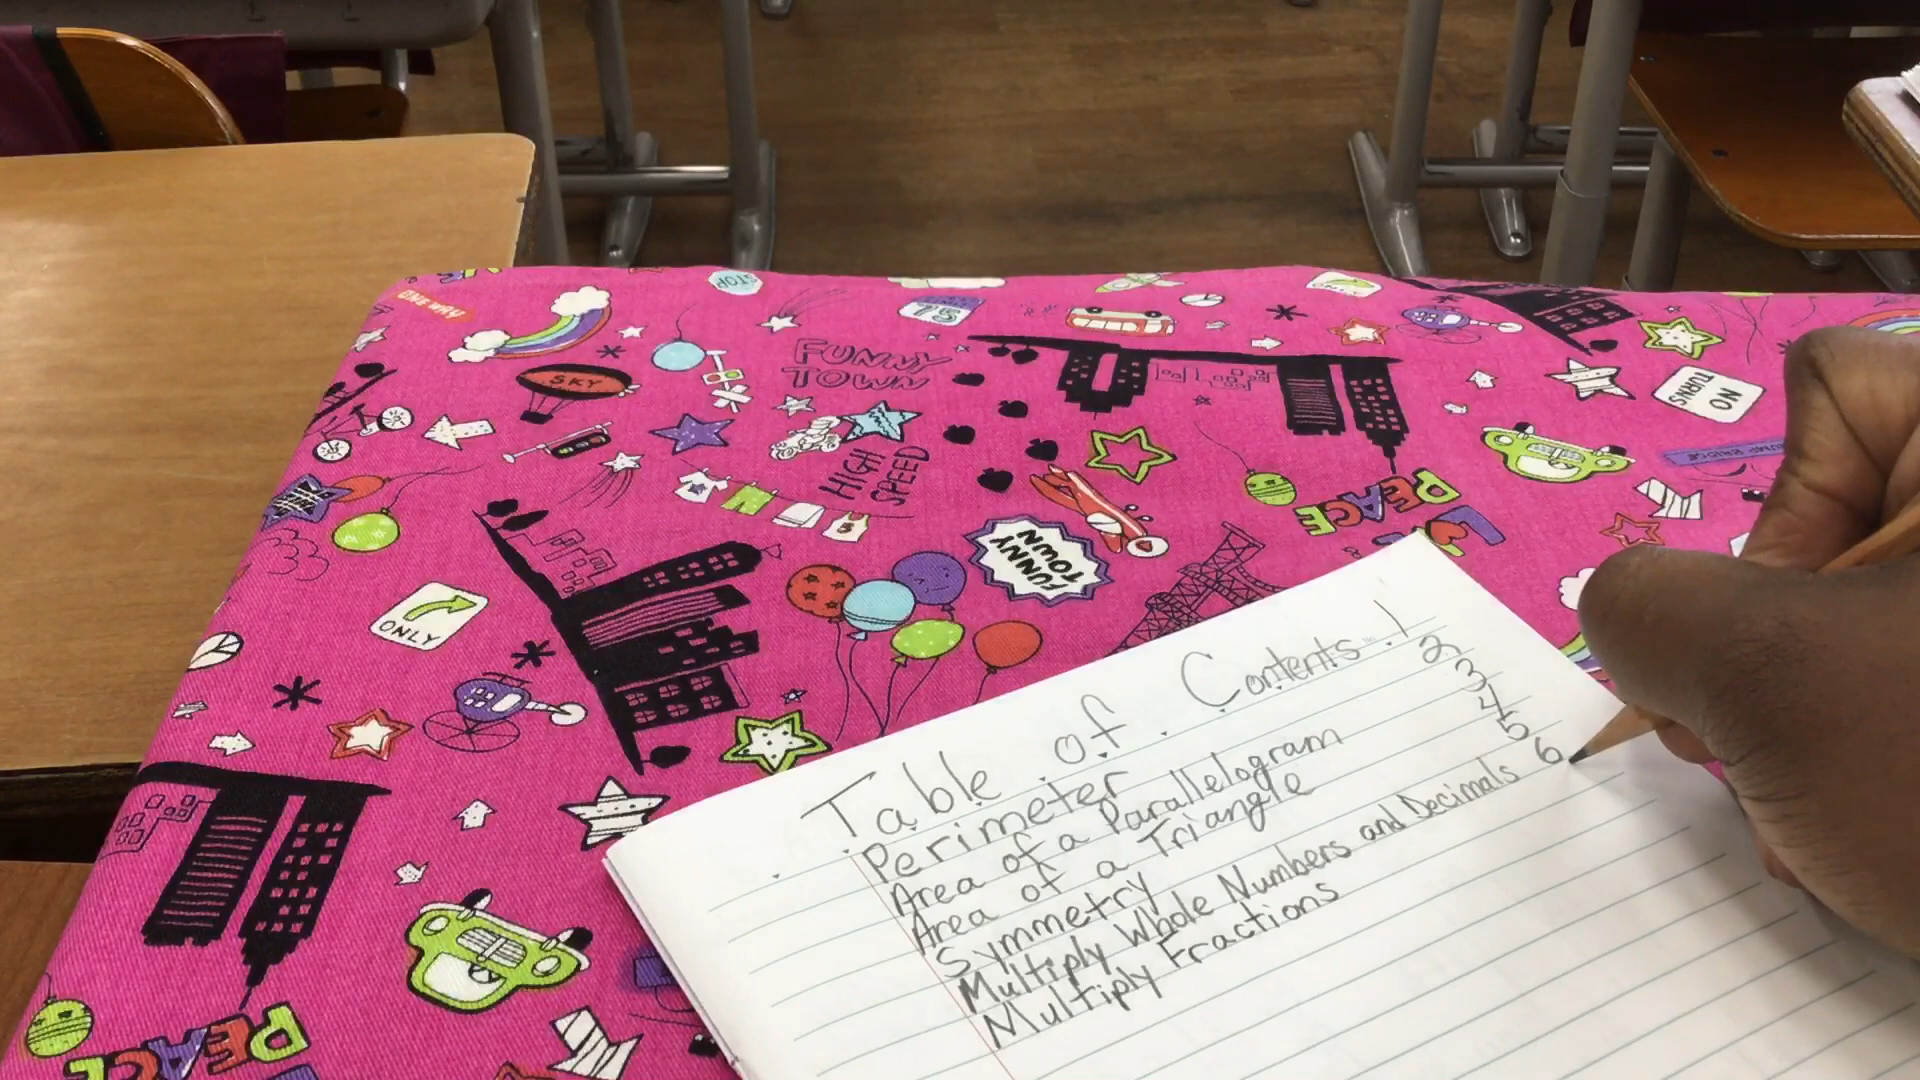 ONE WAY
STOP
15
ONLY
SKY
FUNNY
TOWN
NO
TURNS
HIGH
SPEED
5
PEACE
FUNNY
TOWN
ONLY
PEACE
Table of Contents
Perimeter 1
Area of a Parallelogram 2
Area of a Triangle 3
Symmetry 4
Multiply Whole Numbers and Decimals 5
Multiply Fractions 6